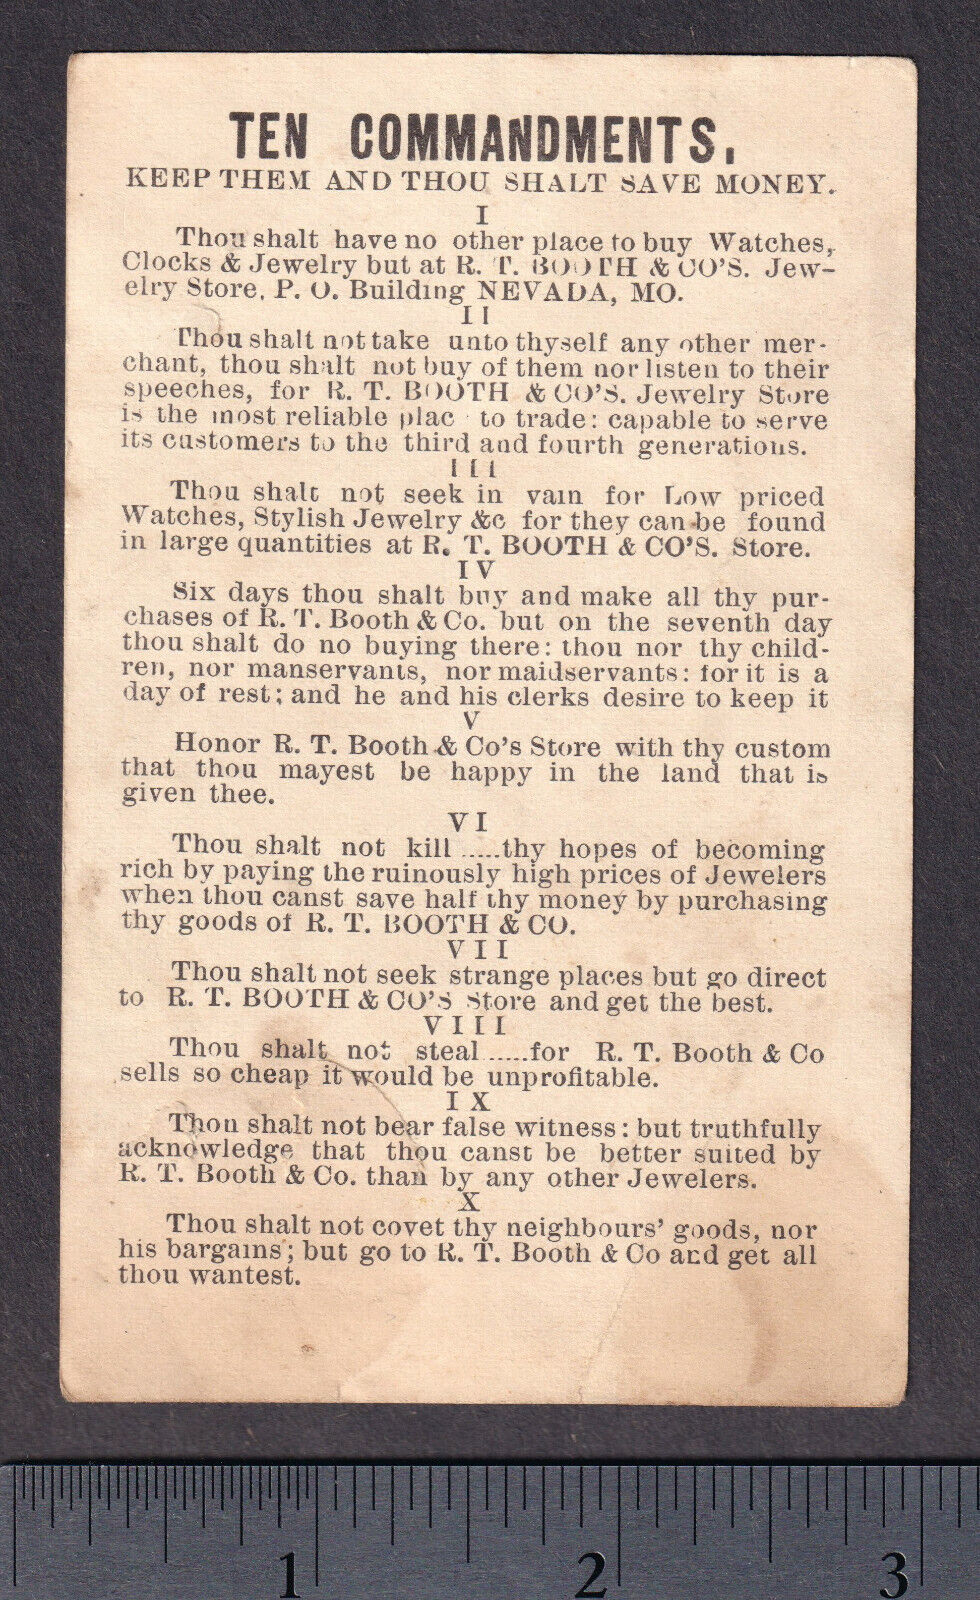 TEN COMMANDMENTS.
KEEP THEM AND THOU SHALT SAVE MONEY.
I
Thou shalt have no other place to buy Watches,
Clocks & Jewelry but at R. T. BOOTH & CO'S. Jew-
elry Store, P. O. Building NEVADA, MO.
II
Thou shalt not take unto thyself any other mer-
chant, thou shalt not buy of them nor listen to their
speeches, for R. T. BOOTH & CO'S. Jewelry Store
is the most reliable plac to trade: capable to serve
its customers to the third and fourth generations.
III
Thou shalt not seek in vain for Low priced
Watches, Stylish Jewelry &c for they can be found
in large quantities at R. T. BOOTH & CO'S. Store.
IV
Six days thou shalt buy and make all thy pur-
chases of R. T. Booth & Co. but on the seventh day
thou shalt do no buying there: thou nor thy child-
ren, nor manservants, nor maidservants: for it is a
day of rest; and he and his clerks desire to keep it
V
Honor R. T. Booth & Co's Store with thy custom
that thou mayest be happy in the land that is
given thee.
VI
Thou shalt not kill .....thy hopes of becoming
rich by paying the ruinously high prices of Jewelers
when thou canst save half thy money by purchasing
thy goods of R. T. BOOTH & CO.
VII
Thou shalt not seek strange places but go direct
to R. T. BOOTH & CO'S Store and get the best.
VIII
Thou shalt not steal .....for R. T. Booth & Co
sells so cheap it would be unprofitable.
IX
Thou shalt not bear false witness: but truthfully
acknowledge that thou canst be better suited by
R. T. Booth & Co. than by any other Jewelers.
X
Thou shalt not covet thy neighbours' goods, nor
his bargains; but go to R. T. Booth & Co and get all
thou wantest.
1 2 3